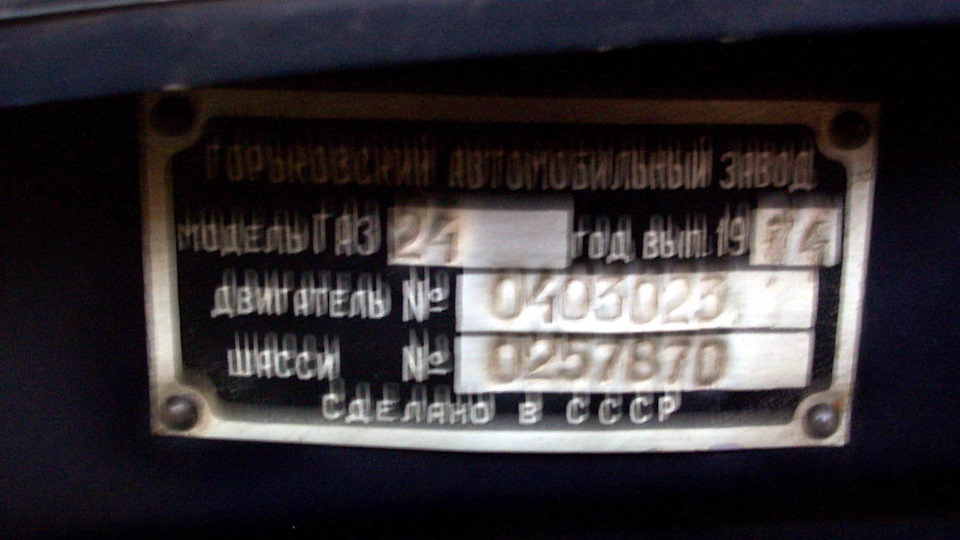 ГОРЬКОВСКИЙ АВТОМОБИЛЬНЫЙ ЗАВОД
МОДЕЛЬ ГАЗ 24 ГОД ВЫП. 1974
ДВИГАТЕЛЬ № 0403023
ШАССИ № 0257870
СДЕЛАНО В СССР